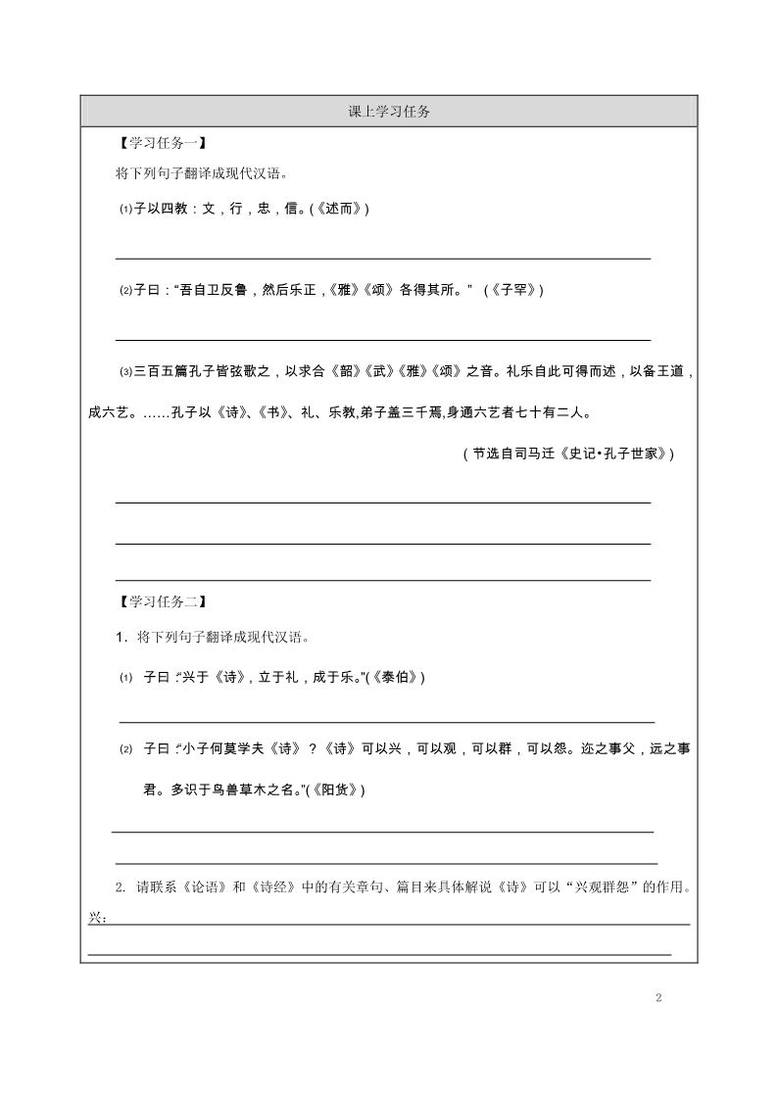 课上学习任务
【学习任务一】
将下列句子翻译成现代汉语。
⑴子以四教：文，行，忠，信。(《述而》)
⑵子曰：“吾自卫反鲁，然后乐正，《雅》《颂》各得其所。” (《子罕》)
⑶三百五篇孔子皆弦歌之，以求合《韶》《武》《雅》《颂》之音。礼乐自此可得而述，以备王道，
成六艺。……孔子以《诗》、《书》、礼、乐教,弟子盖三千焉,身通六艺者七十有二人。
(节选自司马迁《史记•孔子世家》)
【学习任务二】
1. 将下列句子翻译成现代汉语。
⑴ 子曰:“兴于《诗》, 立于礼，成于乐。”(《泰伯》)
⑵ 子曰:“小子何莫学夫《诗》？《诗》可以兴，可以观，可以群，可以怨。迩之事父，远之事
君。多识于鸟兽草木之名。”(《阳货》)
2. 请联系《论语》和《诗经》中的有关章句、篇目来具体解说《诗》可以“兴观群怨”的作用。
兴:
2